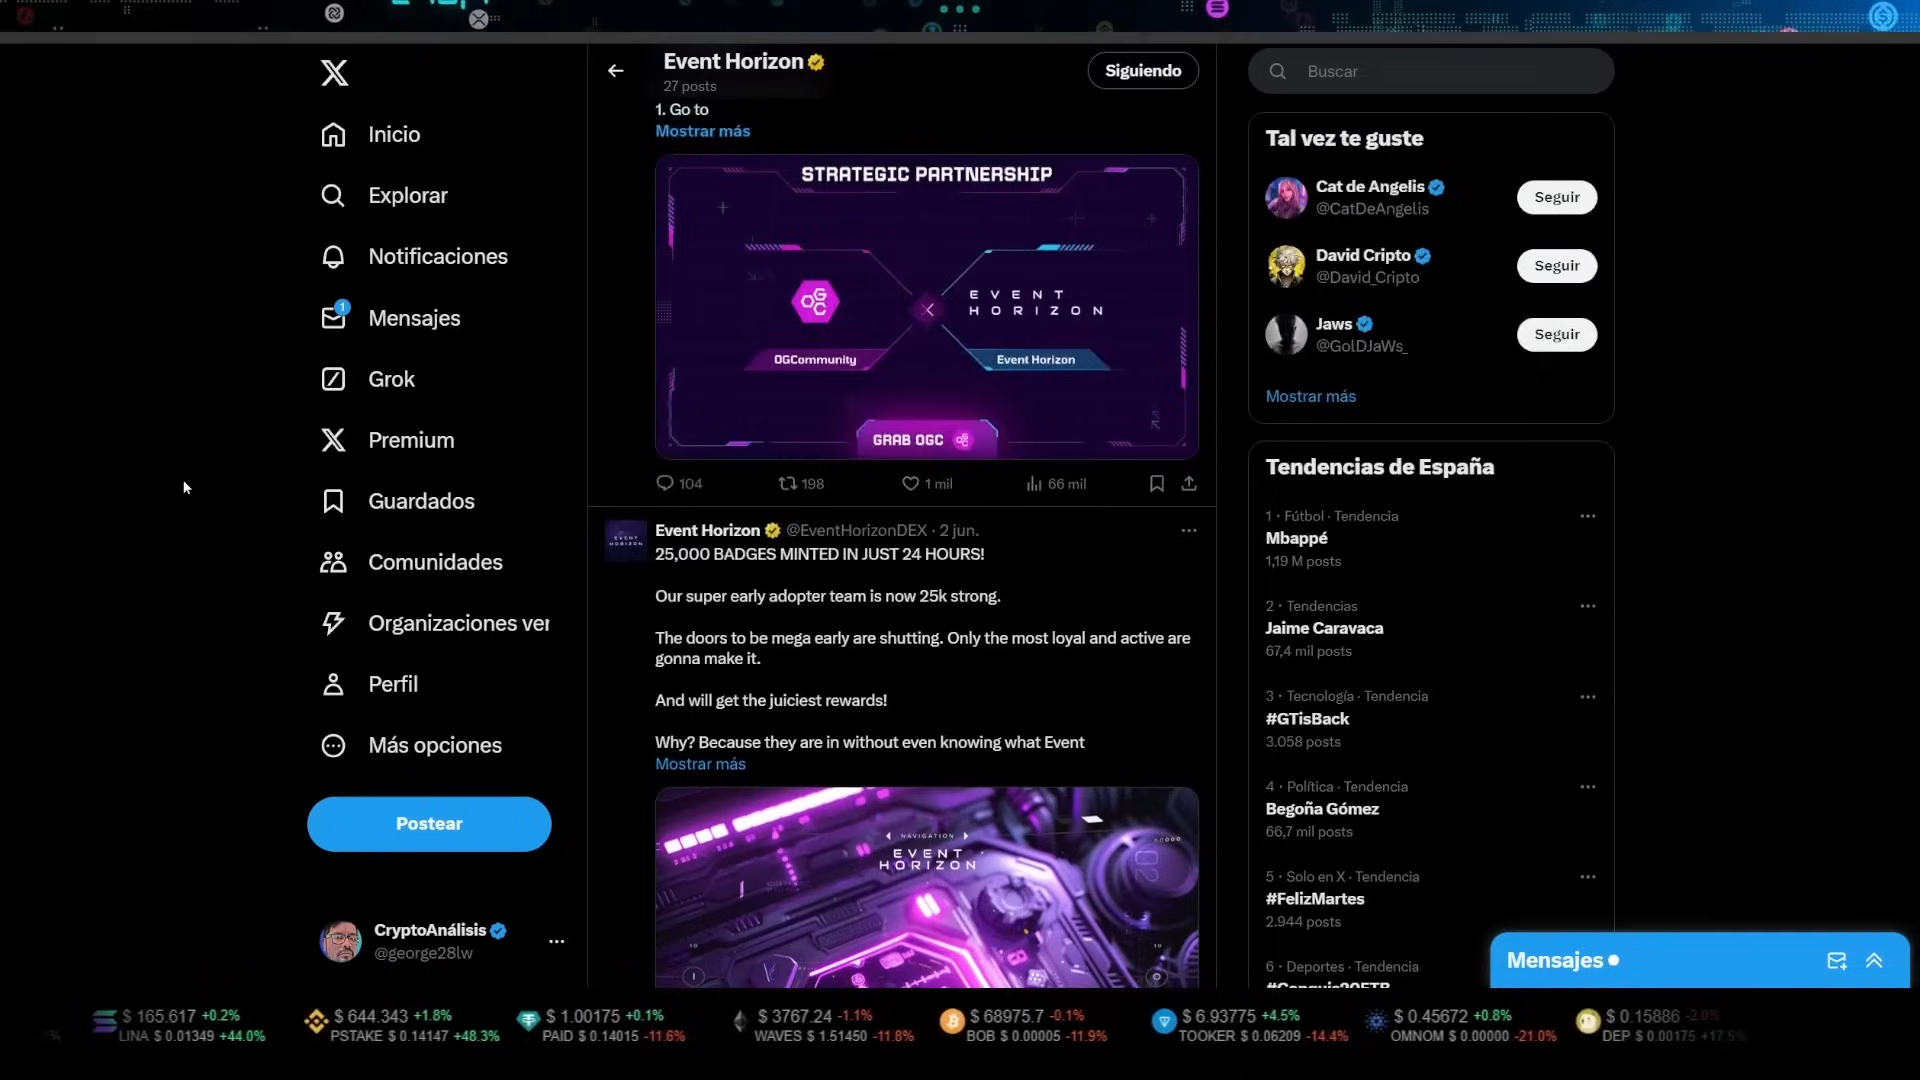 Inicio
Explorar
Notificaciones
1
Mensajes
Grok
Premium
Guardados
Comunidades
Organizaciones ver
Perfil
Más opciones
Postear
CryptoAnálisis
@george28lw
Event Horizon
27 posts
Siguiendo
1. Go to
Mostrar más
STRATEGIC PARTNERSHIP
OGC
EVENT
HORIZON
OGCommunity
Event Horizon
GRAB OGC
104
198
1 mil
66 mil
Event Horizon @EventHorizonDEX · 2 jun.
25,000 BADGES MINTED IN JUST 24 HOURS!
Our super early adopter team is now 25k strong.
The doors to be mega early are shutting. Only the most loyal and active are
gonna make it.
And will get the juiciest rewards!
Why? Because they are in without even knowing what Event
Mostrar más
NAVIGATION
EVENT
HORIZON
02
Buscar
Tal vez te guste
Cat de Angelis
@CatDeAngelis
Seguir
David Cripto
@David_Cripto
Seguir
Jaws
@GolDJaWs_
Seguir
Mostrar más
Tendencias de España
1 · Fútbol · Tendencia
Mbappé
1,19 M posts
2 · Tendencias
Jaime Caravaca
67,4 mil posts
3 · Tecnología · Tendencia
#GTisBack
3.058 posts
4 · Política · Tendencia
Begoña Gómez
66,7 mil posts
5 · Solo en X · Tendencia
#FelizMartes
2.944 posts
6 · Deportes · Tendencia
Mensajes
$ 165.617 +0.2%
LINA $ 0.01349 +44.0%
$ 644.343 +1.8%
PSTAKE $ 0.14147 +48.3%
$ 1.00175 +0.1%
PAID $ 0.14015 -11.6%
$ 3767.24 -1.1%
WAVES $ 1.51450 -11.8%
$ 68975.7 -0.1%
BOB $ 0.00005 -11.9%
$ 6.93775 +4.5%
TOOKER $ 0.06209 -14.4%
$ 0.45672 +0.8%
OMNOM $ 0.00000 -21.0%
$ 0.15886 -2.0%
DEP $ 0.00175 +17.5%